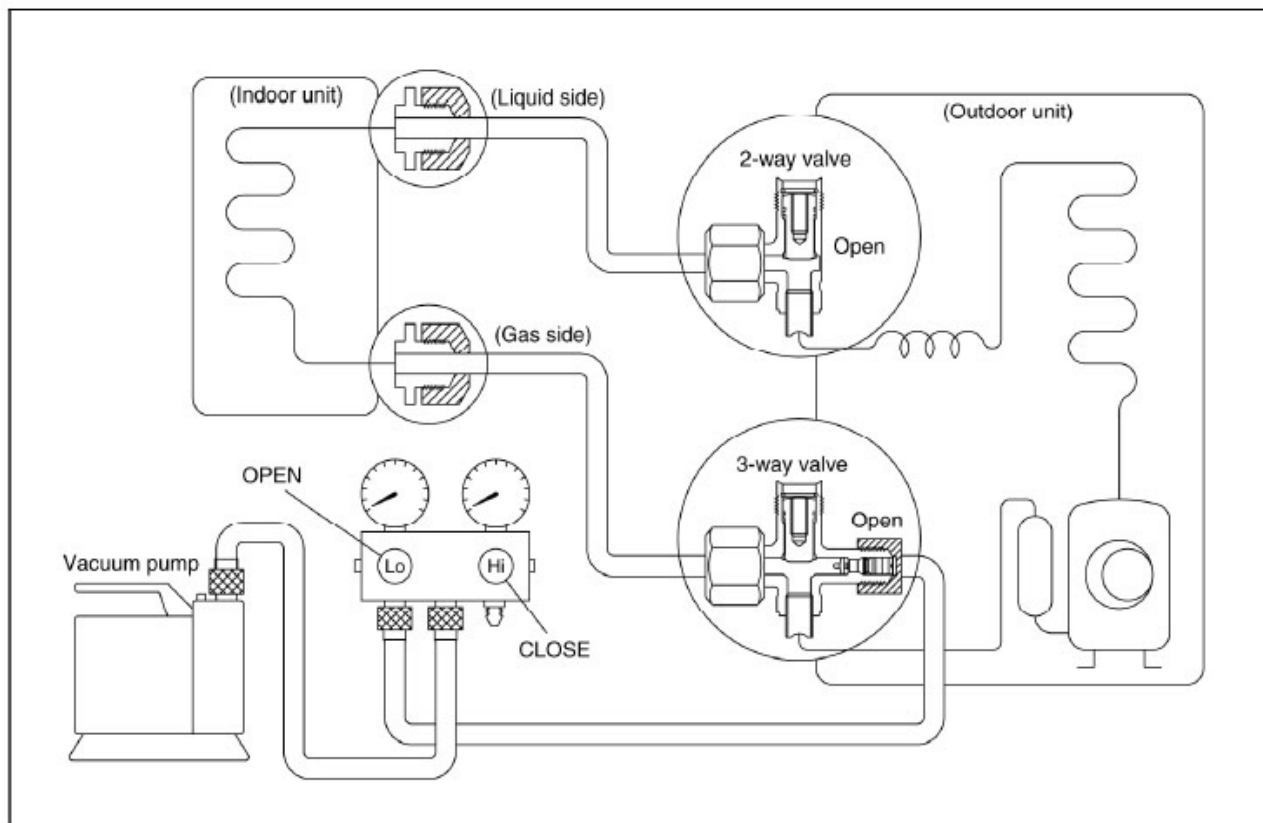 (Indoor unit)
(Liquid side)
(Outdoor unit)
2-way valve
Open
(Gas side)
3-way valve
Open
OPEN
Vacuum pump
Lo
Hi
CLOSE